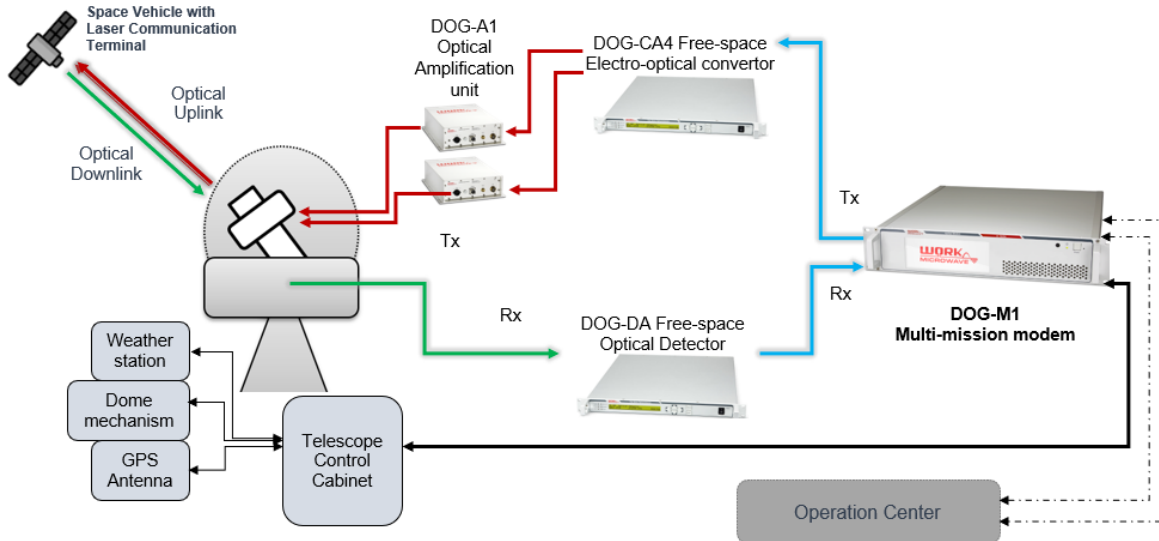 Space Vehicle with
Laser Communication
Terminal
DOG-A1
Optical
Amplification
unit
DOG-CA4 Free-space
Electro-optical convertor
Optical
Uplink
Optical
Downlink
Tx
Tx
WORK
MICROWAVE
Rx
Rx
DOG-DA Free-space
Optical Detector
DOG-M1
Multi-mission modem
Weather
station
Dome
mechanism
GPS
Antenna
Telescope
Control
Cabinet
Operation Center